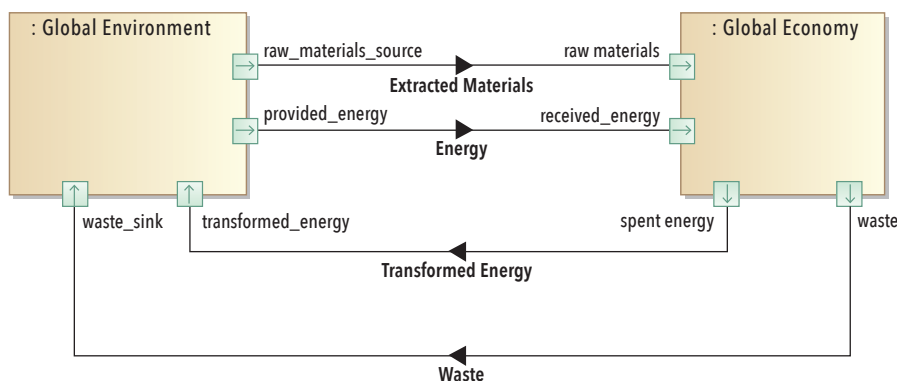 : Global Environment
: Global Economy
raw_materials_source
raw materials
Extracted Materials
provided_energy
received_energy
Energy
waste_sink
transformed_energy
spent energy
waste
Transformed Energy
Waste